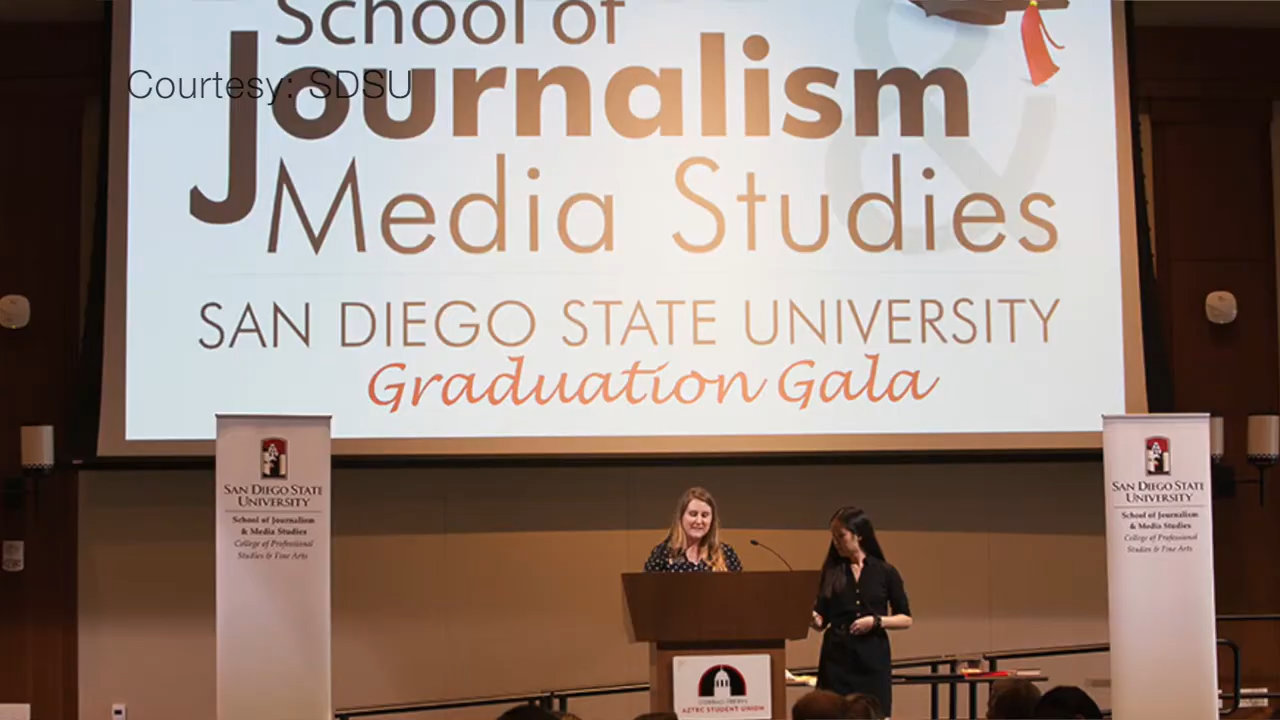 School of
Courtesy: SDSU
Journalism
&
Media Studies
SAN DIEGO STATE UNIVERSITY
Graduation Gala
SAN DIEGO STATE
UNIVERSITY
School of Journalism
& Media Studies
College of Professional
Studies & Fine Arts
SAN DIEGO STATE
UNIVERSITY
School of Journalism
& Media Studies
College of Professional
Studies & Fine Arts
CONRAD PREBYS
AZTEC STUDENT UNION